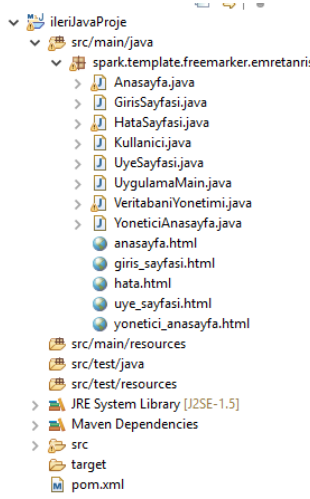 ileriJavaProje
src/main/java
spark.template.freemarker.emretanris
Anasayfa.java
GirisSayfasi.java
HataSayfasi.java
Kullanici.java
UyeSayfasi.java
UygulamaMain.java
VeritabaniYonetimi.java
YoneticiAnasayfa.java
anasayfa.html
giris_sayfasi.html
hata.html
uye_sayfasi.html
yonetici_anasayfa.html
src/main/resources
src/test/java
src/test/resources
JRE System Library [J2SE-1.5]
Maven Dependencies
src
target
pom.xml